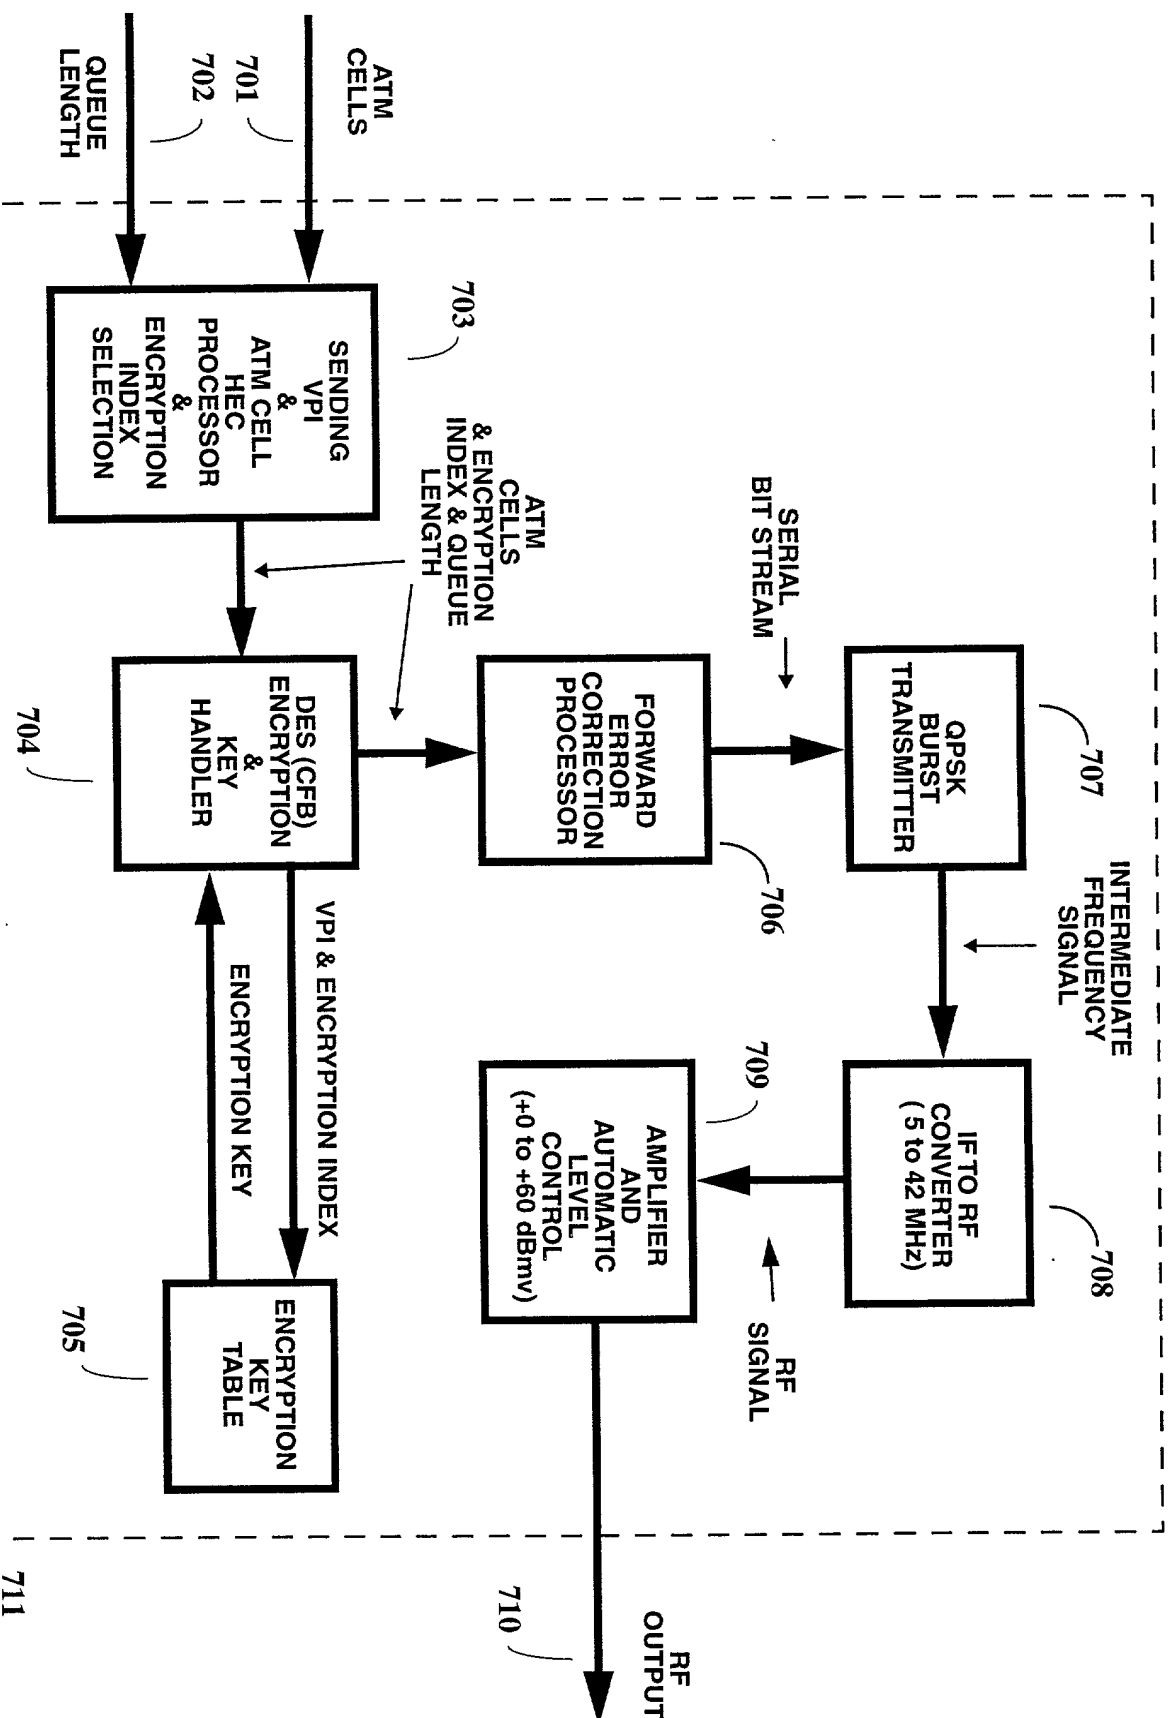 ATM
CELLS
701
702
QUEUE
LENGTH
703
SENDING
VPI
&
ATM CELL
HEC
PROCESSOR
&
ENCRYPTION
INDEX
SELECTION
ATM
CELLS
& ENCRYPTION
INDEX & QUEUE
LENGTH
SERIAL
BIT STREAM
QPSK
BURST
TRANSMITTER
707
FORWARD
ERROR
CORRECTION
PROCESSOR
706
DES (CFB)
ENCRYPTION
&
KEY
HANDLER
704
INTERMEDIATE
FREQUENCY
SIGNAL
VPI & ENCRYPTION INDEX
ENCRYPTION KEY
IF TO RF
CONVERTER
( 5 to 42 MHz)
708
709
AMPLIFIER
AND
AUTOMATIC
LEVEL
CONTROL
(+0 to +60 dBmv)
RF
SIGNAL
ENCRYPTION
KEY
TABLE
705
RF
OUTPUT
710
711